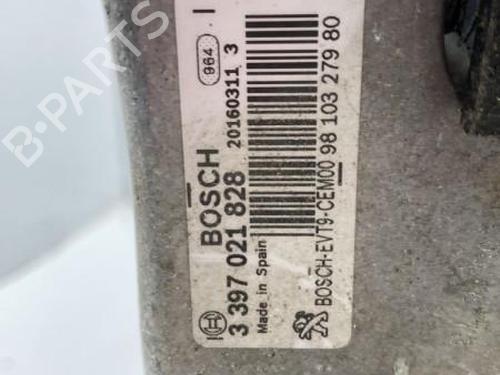 BOSCH
964
I
20160311 3
3 397 021 828
Made in Spain
BOSCH-EVT9-CEM00 98 103 279 80
B-PARTS